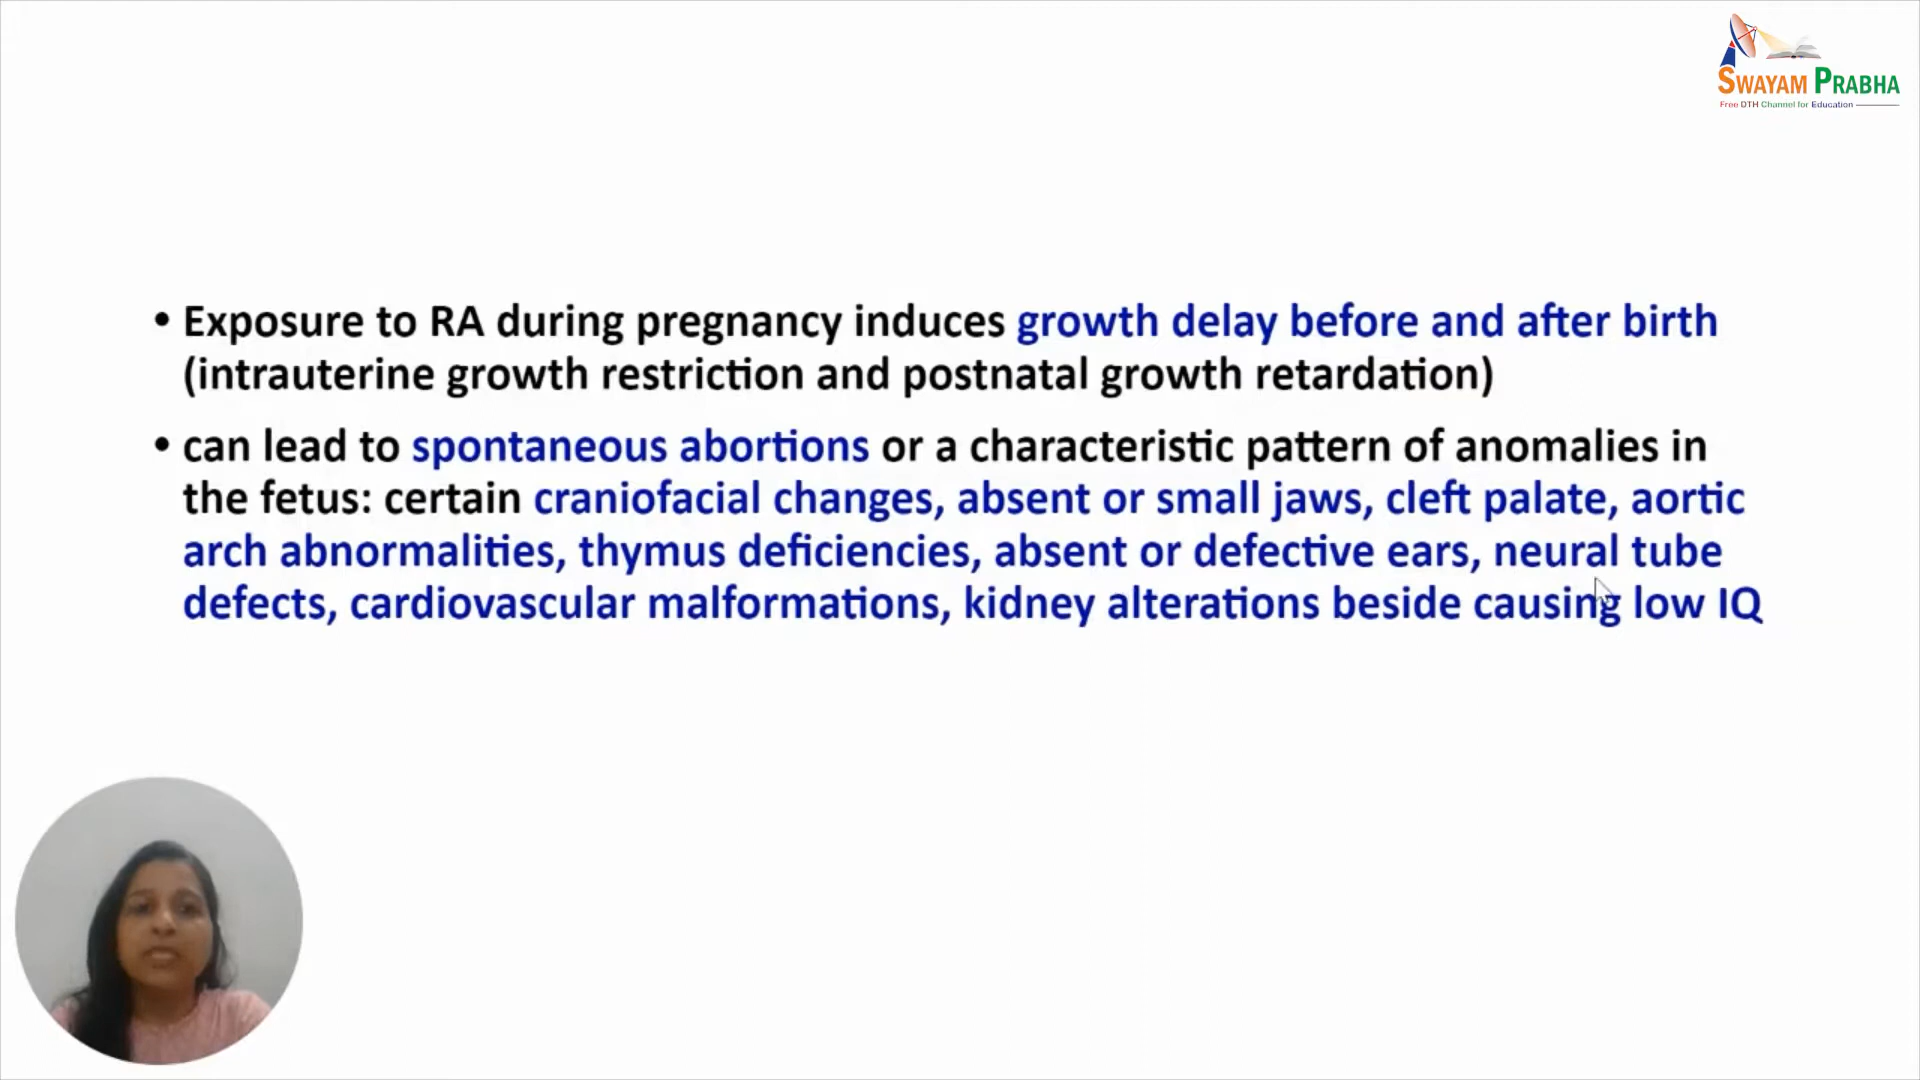 SWAYAM PRABHA
Free DTH Channel for Education
• Exposure to RA during pregnancy induces growth delay before and after birth
(intrauterine growth restriction and postnatal growth retardation)
• can lead to spontaneous abortions or a characteristic pattern of anomalies in
the fetus: certain craniofacial changes, absent or small jaws, cleft palate, aortic
arch abnormalities, thymus deficiencies, absent or defective ears, neural tube
defects, cardiovascular malformations, kidney alterations beside causing low IQ